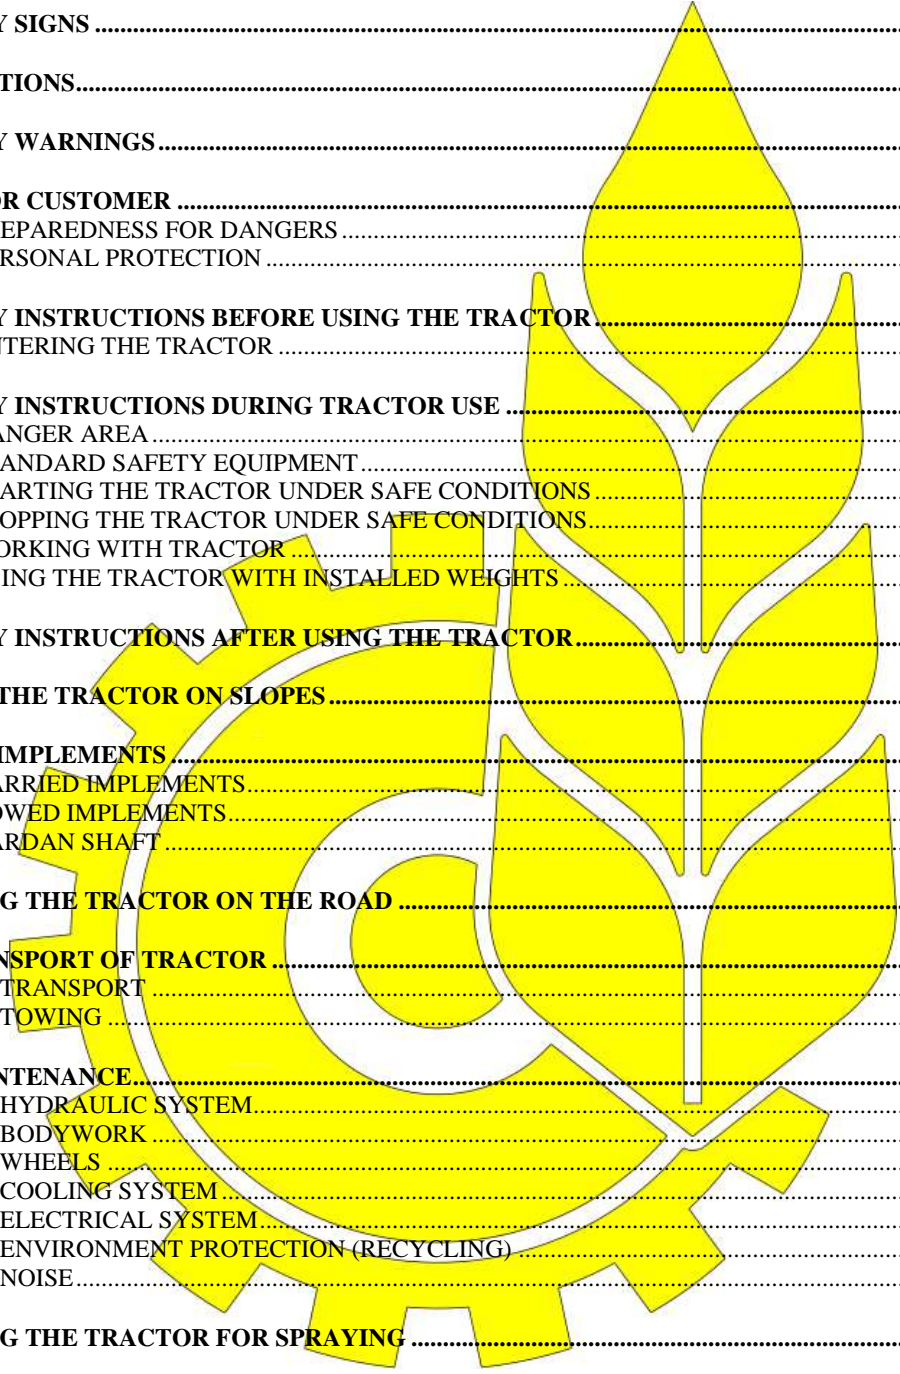 Y SIGNS ...................................................................................................................................
TIONS...................................................................................................................................
Y WARNINGS...................................................................................................................................
OR CUSTOMER ...................................................................................................................................
EPAREDNESS FOR DANGERS ...................................................................................................................................
RSONAL PROTECTION ...................................................................................................................................
Y INSTRUCTIONS BEFORE USING THE TRACTOR...................................................................................................................................
NTERING THE TRACTOR ...................................................................................................................................
Y INSTRUCTIONS DURING TRACTOR USE ...................................................................................................................................
ANGER AREA ...................................................................................................................................
ANDARD SAFETY EQUIPMENT ...................................................................................................................................
ARTING THE TRACTOR UNDER SAFE CONDITIONS ...................................................................................................................................
OPPING THE TRACTOR UNDER SAFE CONDITIONS...................................................................................................................................
ORKING WITH TRACTOR ...................................................................................................................................
ING THE TRACTOR WITH INSTALLED WEIGHTS ...................................................................................................................................
Y INSTRUCTIONS AFTER USING THE TRACTOR...................................................................................................................................
THE TRACTOR ON SLOPES ...................................................................................................................................
IMPLEMENTS ...................................................................................................................................
ARRIED IMPLEMENTS...................................................................................................................................
OWED IMPLEMENTS...................................................................................................................................
ARDAN SHAFT ...................................................................................................................................
G THE TRACTOR ON THE ROAD ...................................................................................................................................
NSPORT OF TRACTOR ...................................................................................................................................
TRANSPORT ...................................................................................................................................
TOWING ...................................................................................................................................
NTENANCE...................................................................................................................................
HYDRAULIC SYSTEM...................................................................................................................................
BODYWORK ...................................................................................................................................
WHEELS ...................................................................................................................................
COOLING SYSTEM ...................................................................................................................................
ELECTRICAL SYSTEM...................................................................................................................................
ENVIRONMENT PROTECTION (RECYCLING) ...................................................................................................................................
NOISE...................................................................................................................................
G THE TRACTOR FOR SPRAYING ...................................................................................................................................